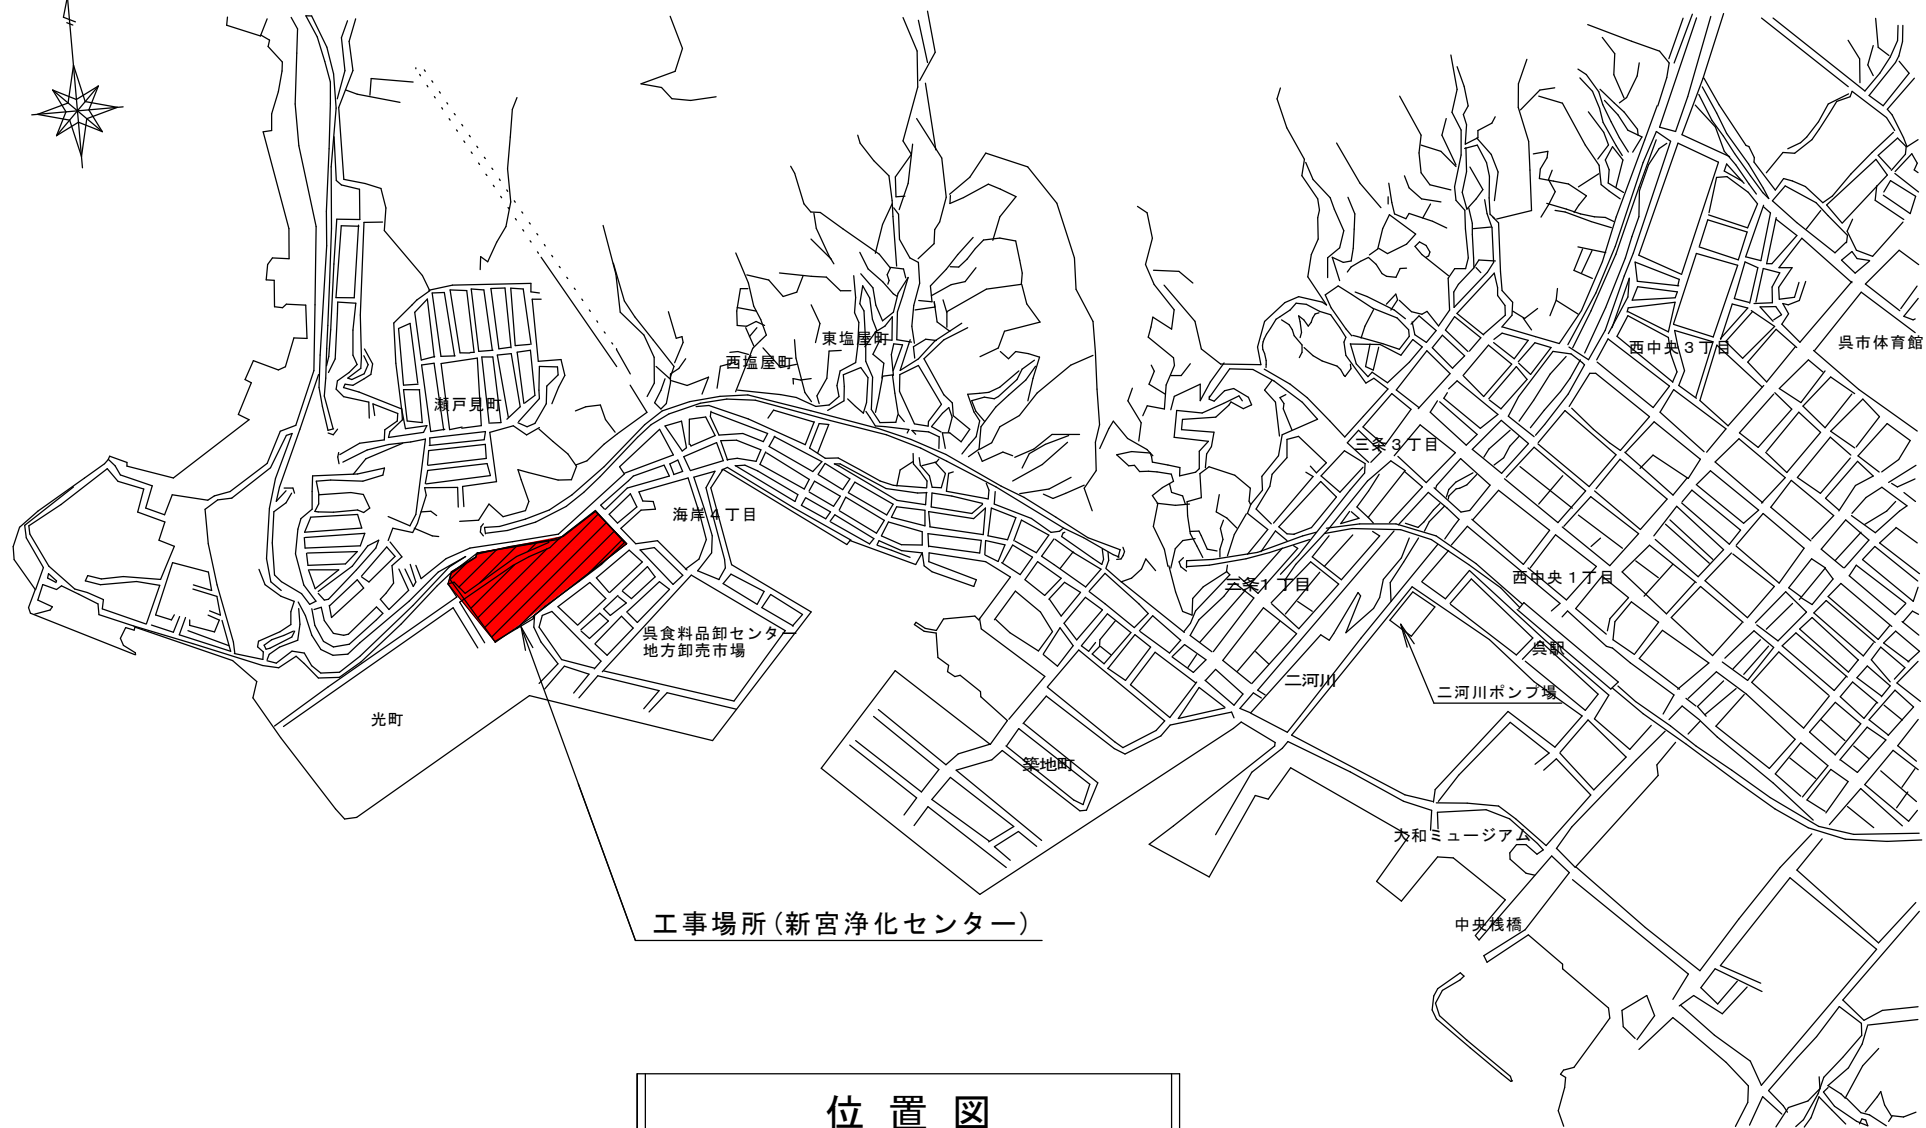 東塩屋町
西塩屋町
西中央３丁目
呉市体育館
瀬戸見町
三条３丁目
海岸４丁目
西中央１丁目
三条１丁目
呉食料品卸センター
地方卸売市場
呉駅
二河川
二河川ポンプ場
光町
築地町
大和ミュージアム
工事場所(新宮浄化センター)
中央桟橋
位置図